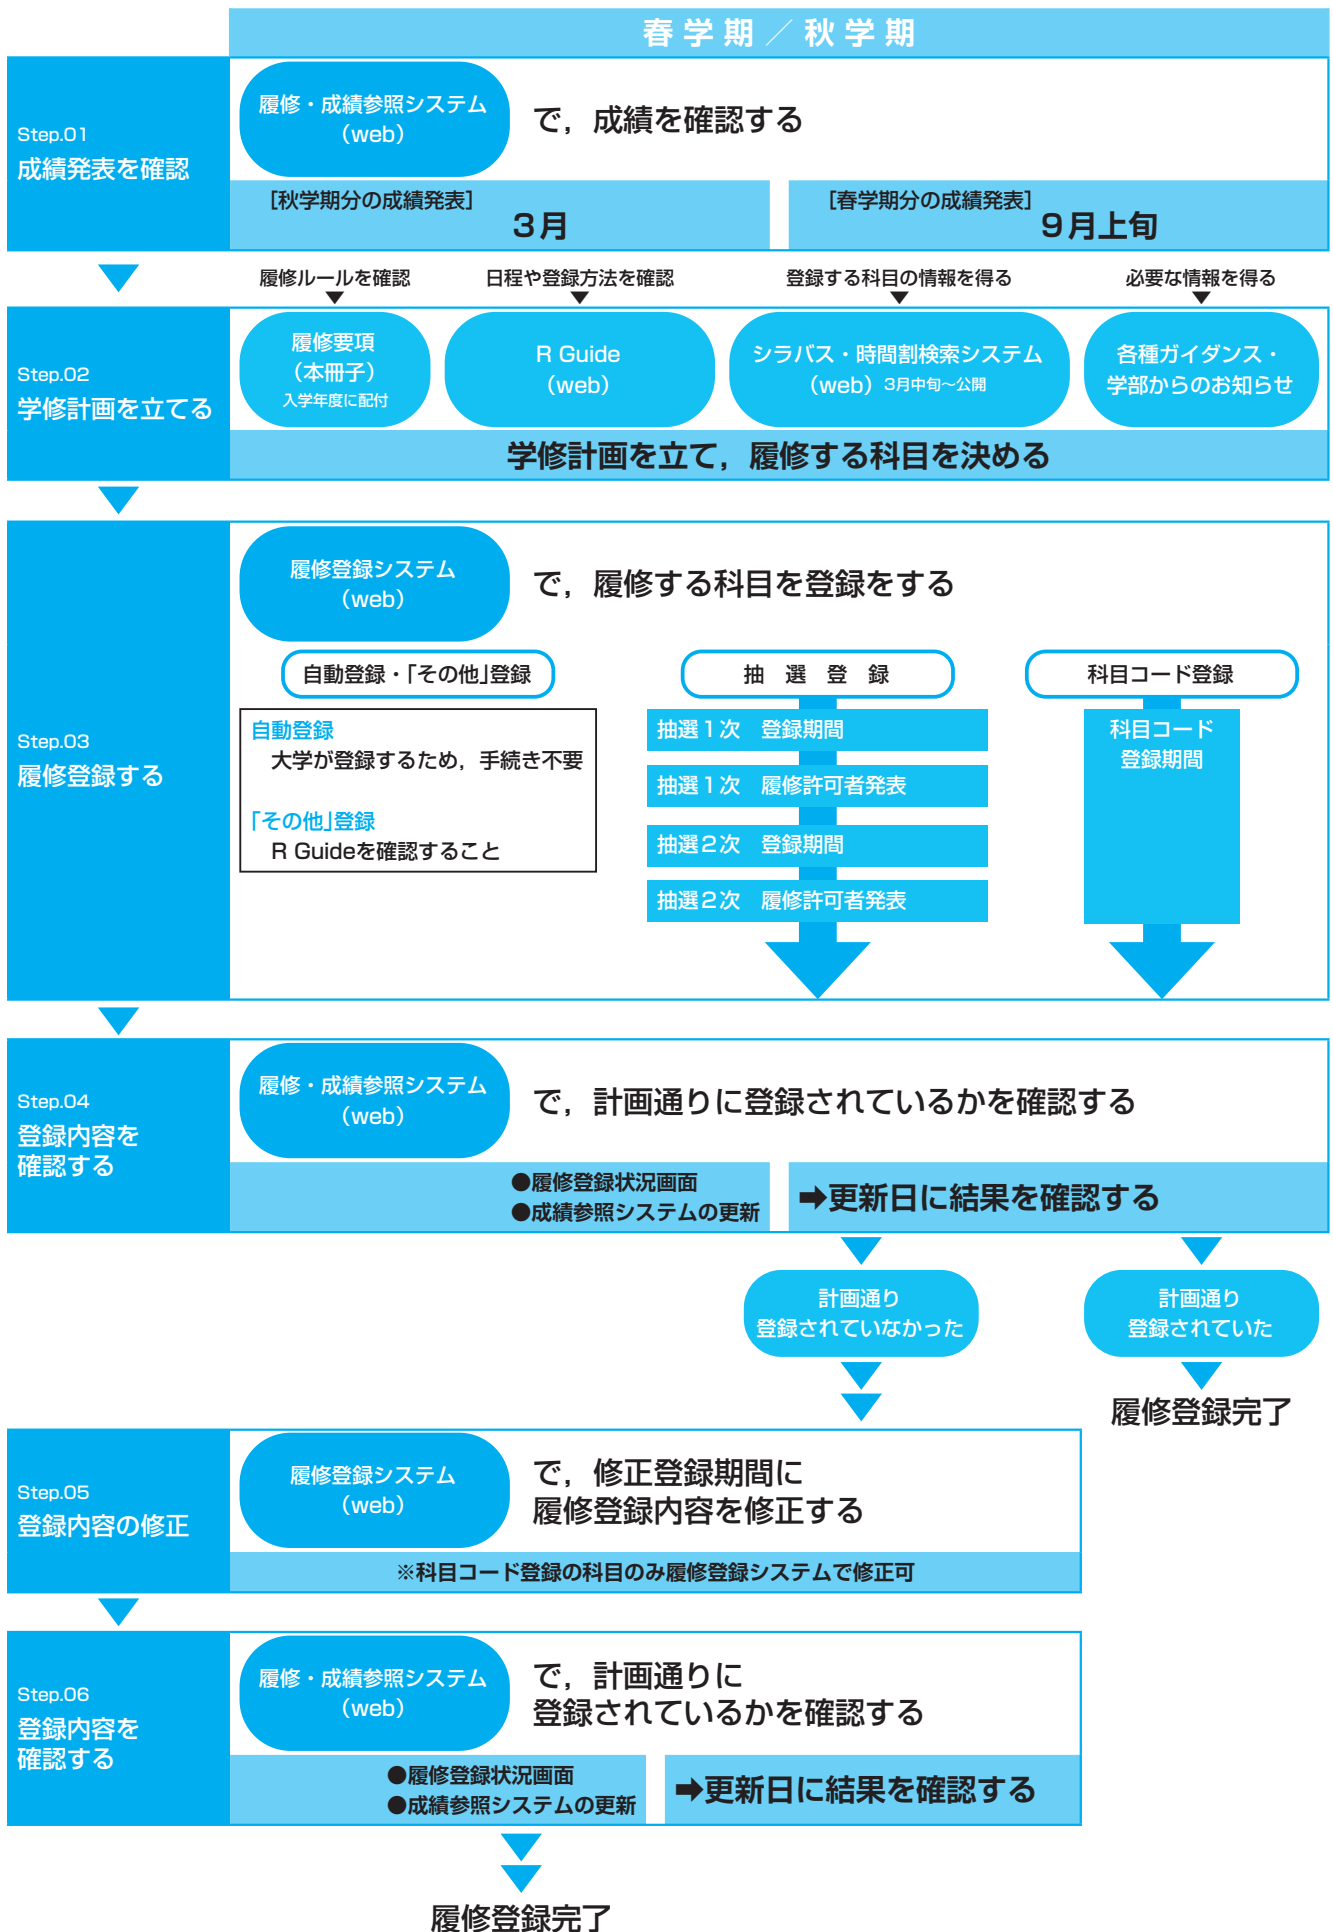 春学期／秋学期
Step.01
成績発表を確認
履修・成績参照システム
（web）
で，成績を確認する
［秋学期分の成績発表］
3月
［春学期分の成績発表］
9月上旬
履修ルールを確認
日程や登録方法を確認
登録する科目の情報を得る
必要な情報を得る
Step.02
学修計画を立てる
履修要項
（本冊子）
入学年度に配付
R Guide
（web）
シラバス・時間割検索システム
（web）3月中旬〜公開
各種ガイダンス・
学部からのお知らせ
学修計画を立て，履修する科目を決める
Step.03
履修登録する
履修登録システム
（web）
で，履修する科目を登録をする
自動登録・「その他」登録
自動登録
大学が登録するため，手続き不要
「その他」登録
R Guideを確認すること
抽選登録
抽選1次　登録期間
抽選1次　履修許可者発表
抽選2次　登録期間
抽選2次　履修許可者発表
科目コード登録
科目コード
登録期間
Step.04
登録内容を
確認する
履修・成績参照システム
（web）
で，計画通りに登録されているかを確認する
●履修登録状況画面
●成績参照システムの更新
➡更新日に結果を確認する
計画通り
登録されていなかった
計画通り
登録されていた
履修登録完了
Step.05
登録内容の修正
履修登録システム
（web）
で，修正登録期間に
履修登録内容を修正する
※科目コード登録の科目のみ履修登録システムで修正可
Step.06
登録内容を
確認する
履修・成績参照システム
（web）
で，計画通りに
登録されているかを確認する
●履修登録状況画面
●成績参照システムの更新
➡更新日に結果を確認する
履修登録完了